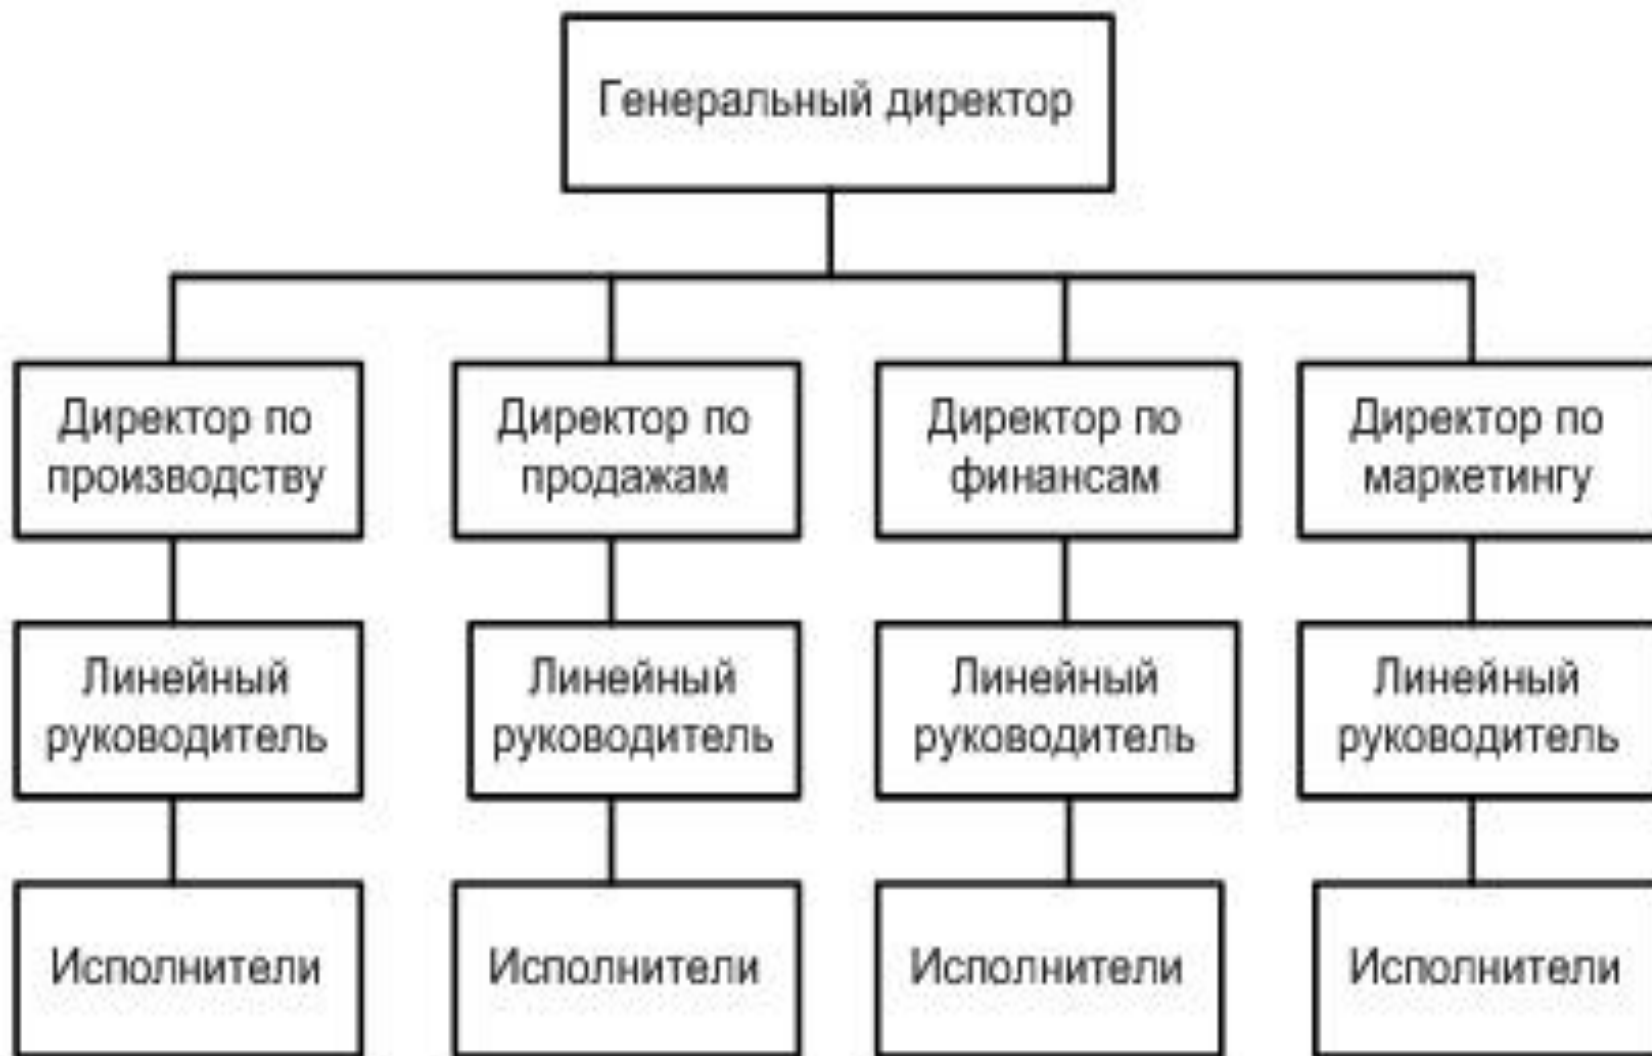 Генеральный директор
Директор по
производству
Директор по
продажам
Директор по
финансам
Директор по
маркетингу
Линейный
руководитель
Линейный
руководитель
Линейный
руководитель
Линейный
руководитель
Исполнители
Исполнители
Исполнители
Исполнители